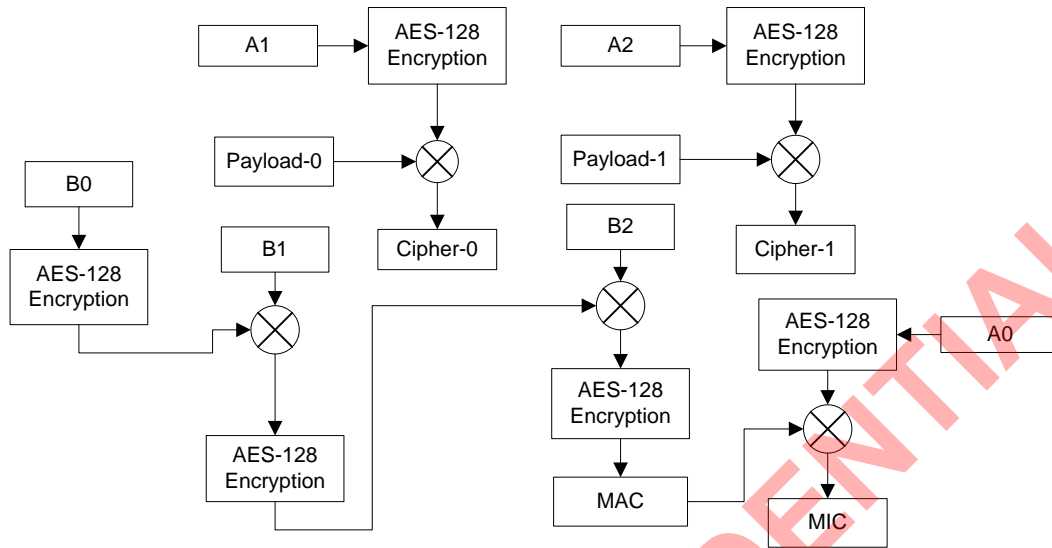 A1
AES-128
Encryption
A2
AES-128
Encryption
Payload-0
Payload-1
B0
Cipher-0
B1
B2
Cipher-1
AES-128
Encryption
AES-128
Encryption
A0
AES-128
Encryption
AES-128
Encryption
MAC
MIC
DENTIAL